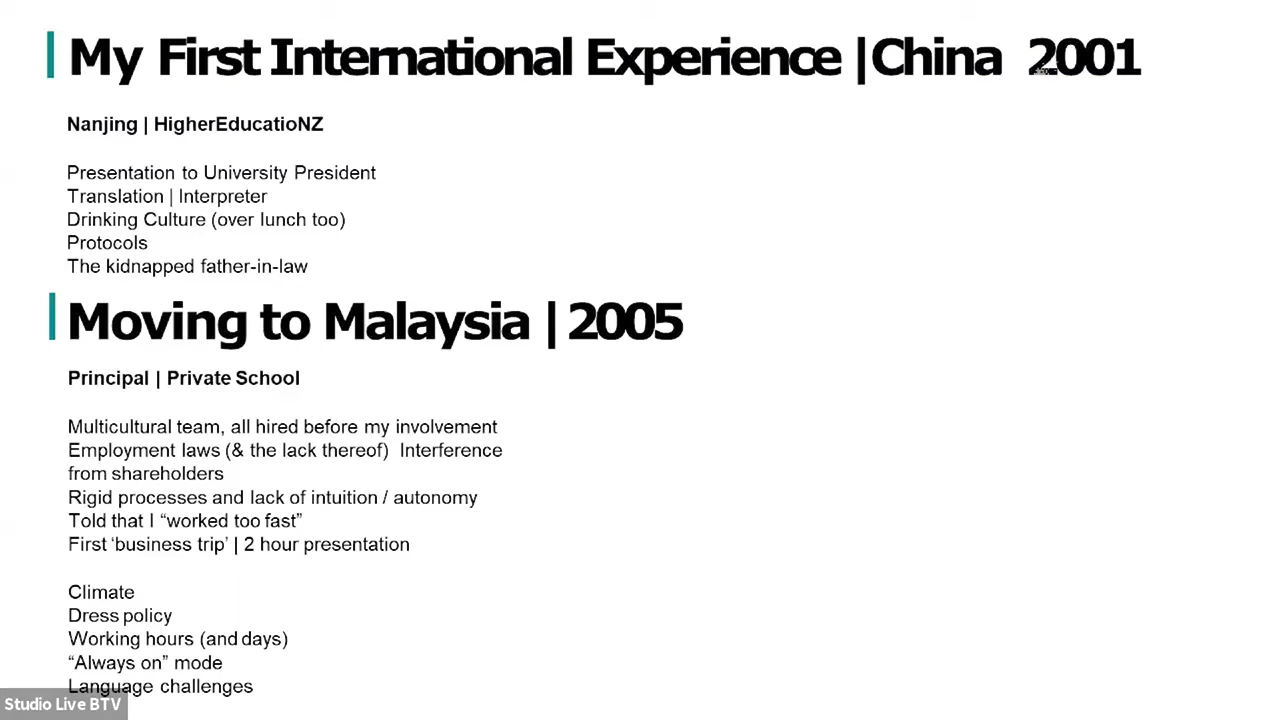 My First International Experience |China 2001
Nanjing | HigherEducatioNZ
Presentation to University President
Translation | Interpreter
Drinking Culture (over lunch too)
Protocols
The kidnapped father-in-law
Moving to Malaysia | 2005
Principal | Private School
Multicultural team, all hired before my involvement
Employment laws (& the lack thereof) Interference
from shareholders
Rigid processes and lack of intuition / autonomy
Told that I “worked too fast”
First ‘business trip’ | 2 hour presentation
Climate
Dress policy
Working hours (and days)
“Always on” mode
Language challenges
Studio Live BTV